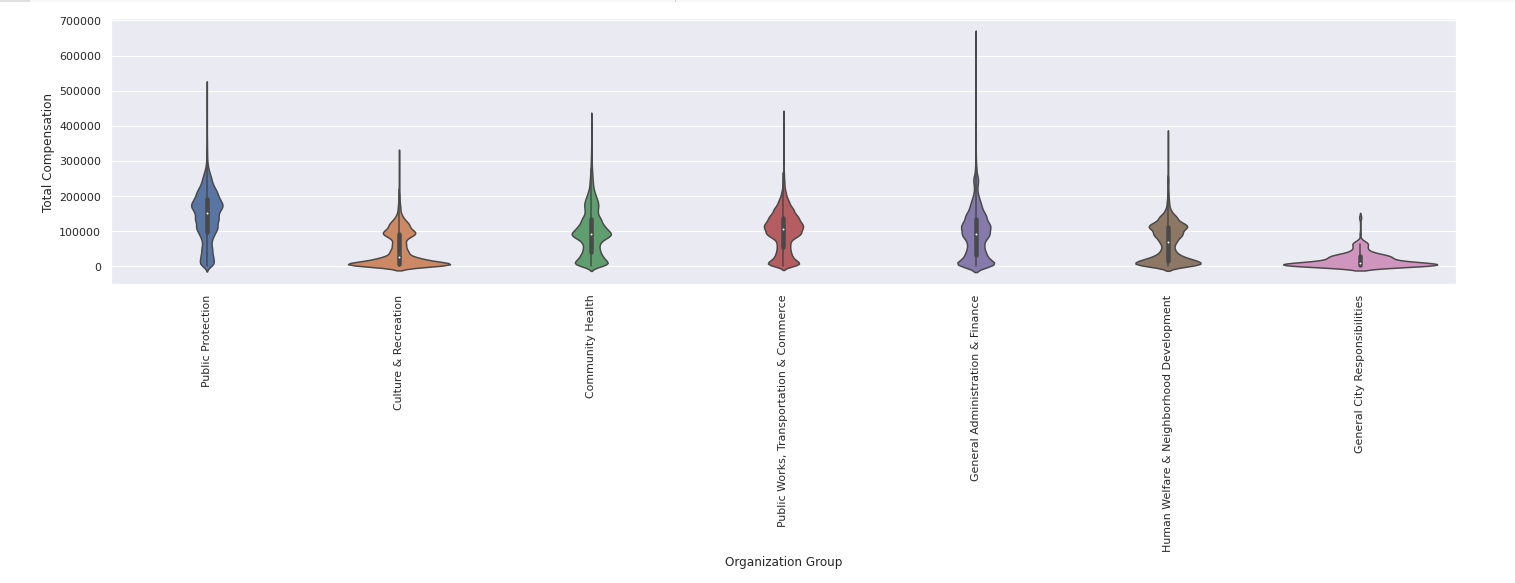 700000
600000
500000
400000
300000
200000
100000
0
Total Compensation
Public Protection
Culture & Recreation
Community Health
Public Works, Transportation & Commerce
General Administration & Finance
Human Welfare & Neighborhood Development
General City Responsibilities
Organization Group